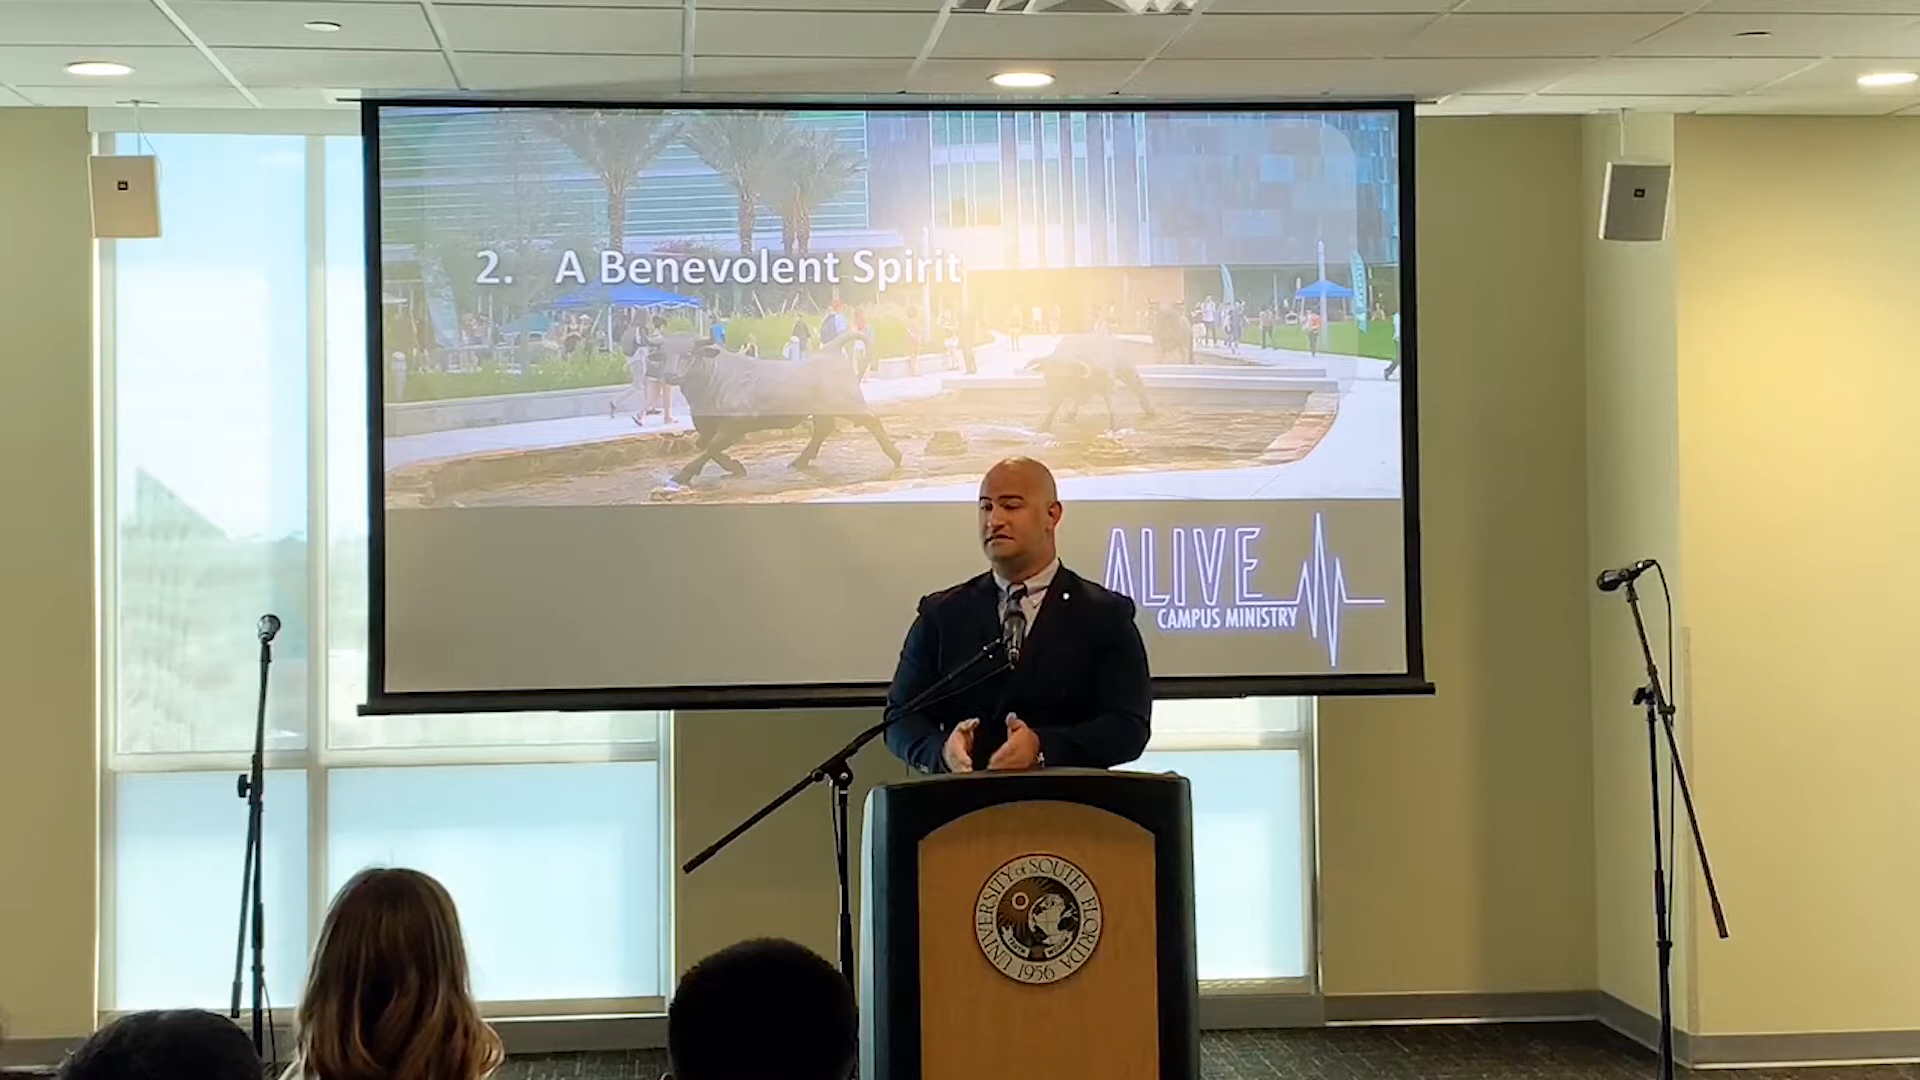 2. A Benevolent Spirit
ALIVE
CAMPUS MINISTRY
UNIVERSITY of SOUTH FLORIDA
1956